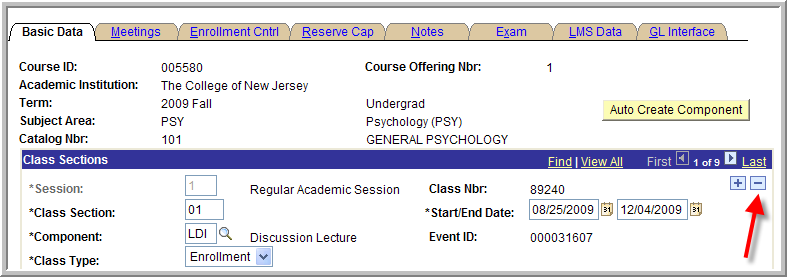 Basic Data Meetings Enrollment Cntrl Reserve Cap Notes Exam LMS Data GL Interface
Course ID: 005580 Course Offering Nbr: 1
Academic Institution: The College of New Jersey
Term: 2009 Fall Undergrad
Auto Create Component
Subject Area: PSY Psychology (PSY)
Catalog Nbr: 101 GENERAL PSYCHOLOGY
Class Sections Find | View All First 1 of 9 Last
*Session: 1 Regular Academic Session Class Nbr: 89240
*Class Section: 01 *Start/End Date: 08/25/2009 31 12/04/2009 31
*Component: LDI Discussion Lecture Event ID: 000031607
*Class Type: Enrollment